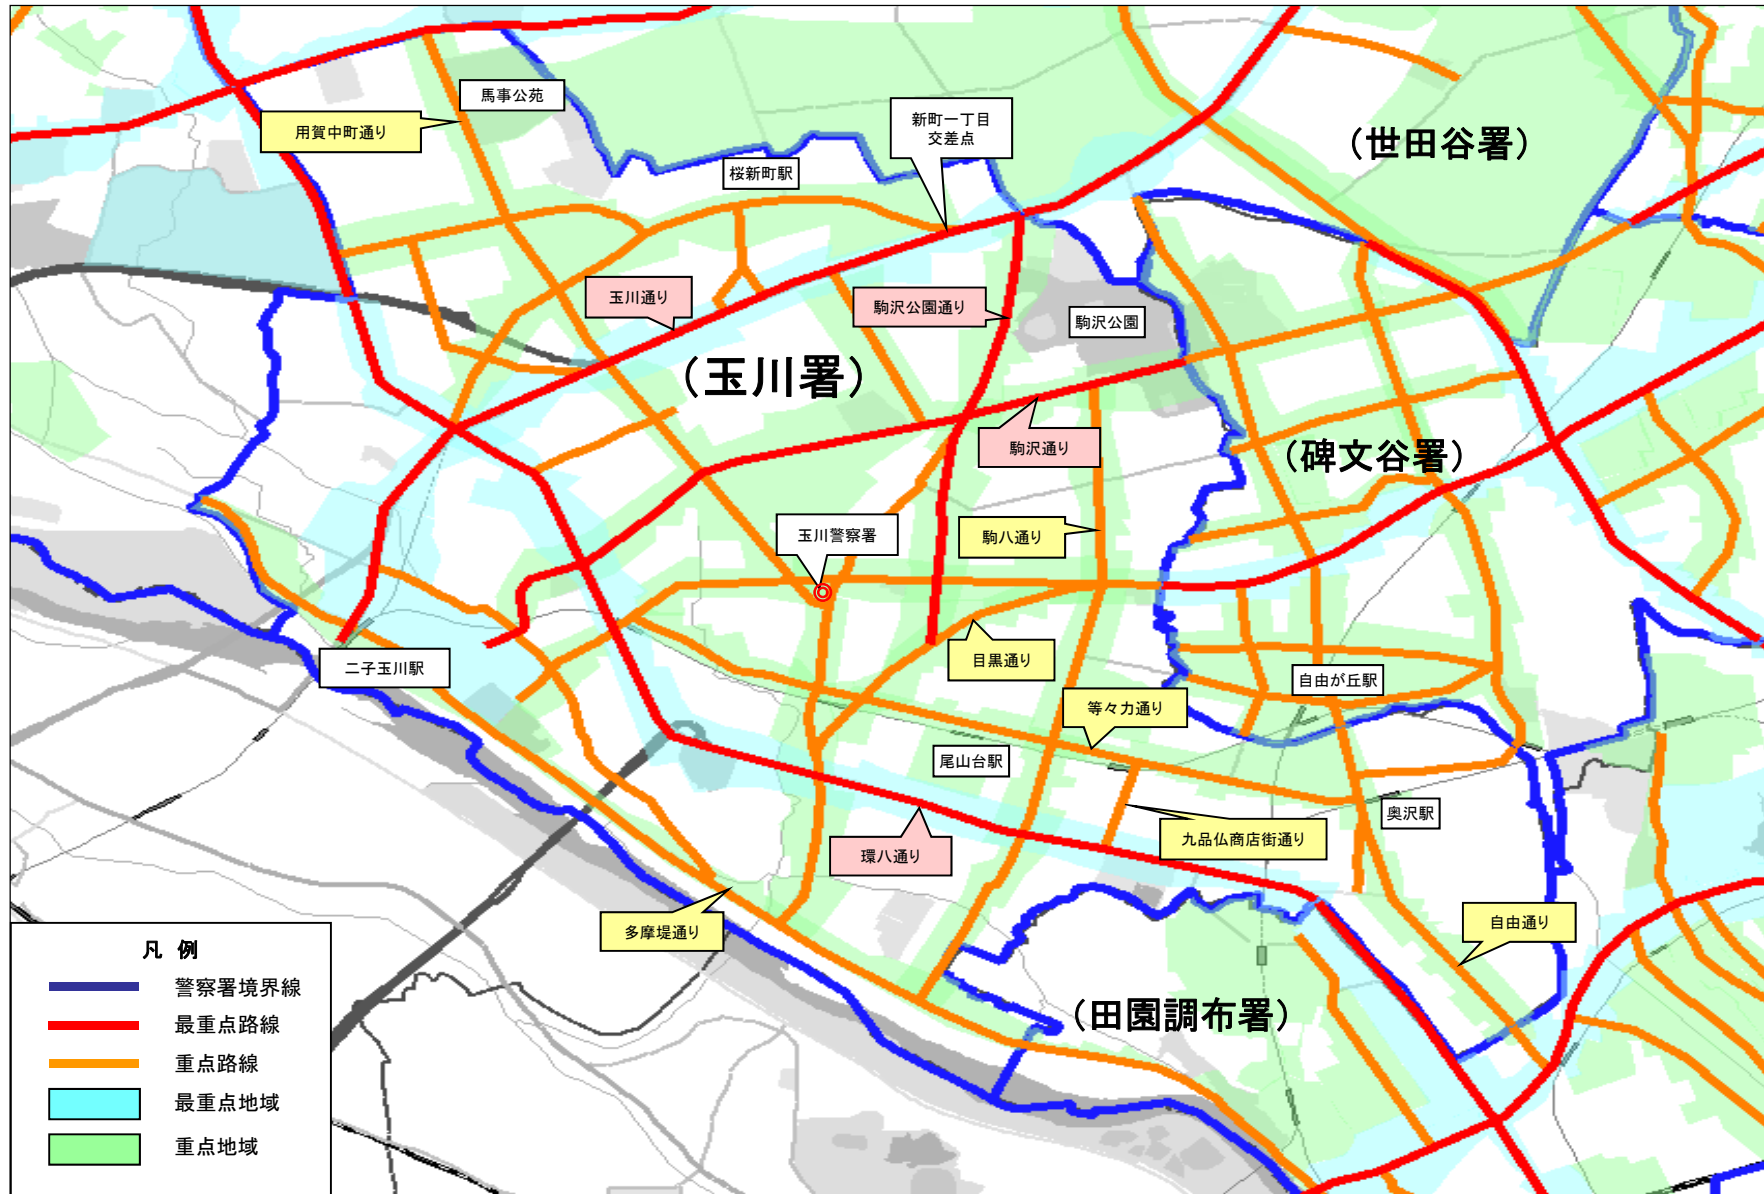 馬事公苑
用賀中町通り
新町一丁目
交差点
(世田谷署)
桜新町駅
玉川通り
駒沢公園通り
駒沢公園
(玉川署)
駒沢通り
(碑文谷署)
玉川警察署
駒八通り
二子玉川駅
目黒通り
自由が丘駅
等々力通り
尾山台駅
奥沢駅
九品仏商店街通り
環八通り
多摩堤通り
自由通り
(田園調布署)
凡 例
警察署境界線
最重点路線
重点路線
最重点地域
重点地域